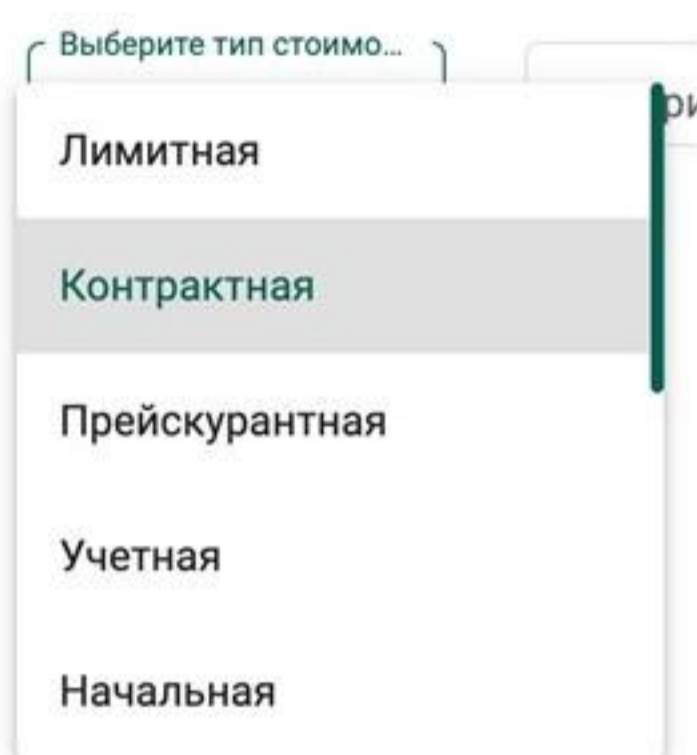 Выберите тип стоимо...
Лимитная
Контрактная
Прейскурантная
Учетная
Начальная